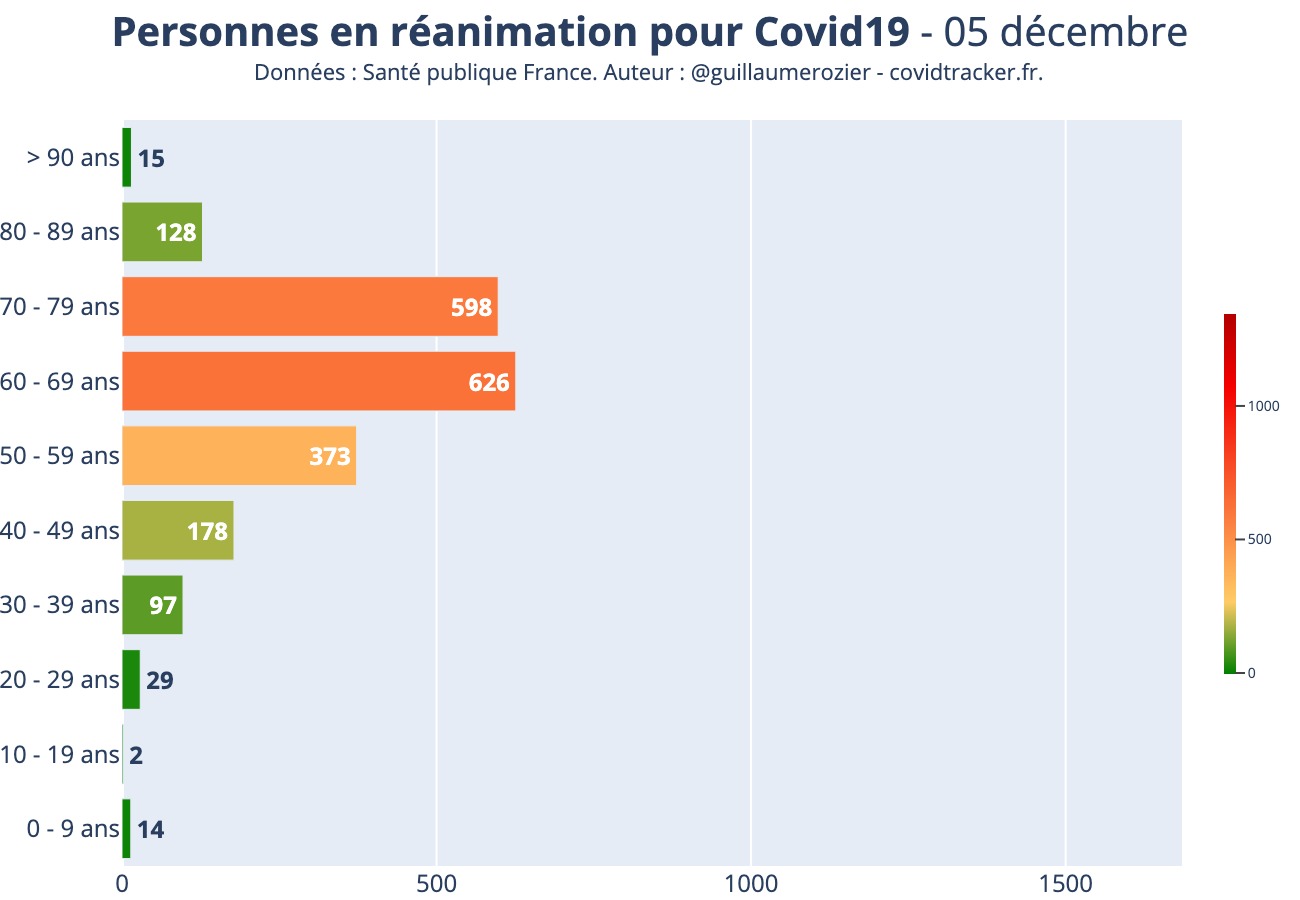 Personnes en réanimation pour Covid19 - 05 décembre
Données : Santé publique France. Auteur : @guillaumerozier - covidtracker.fr.
> 90 ans 15
80 - 89 ans 128
70 - 79 ans 598
60 - 69 ans 626
50 - 59 ans 373
40 - 49 ans 178
30 - 39 ans 97
20 - 29 ans 29
10 - 19 ans 2
0 - 9 ans 14
0 500 1000 1500
1000
500
0